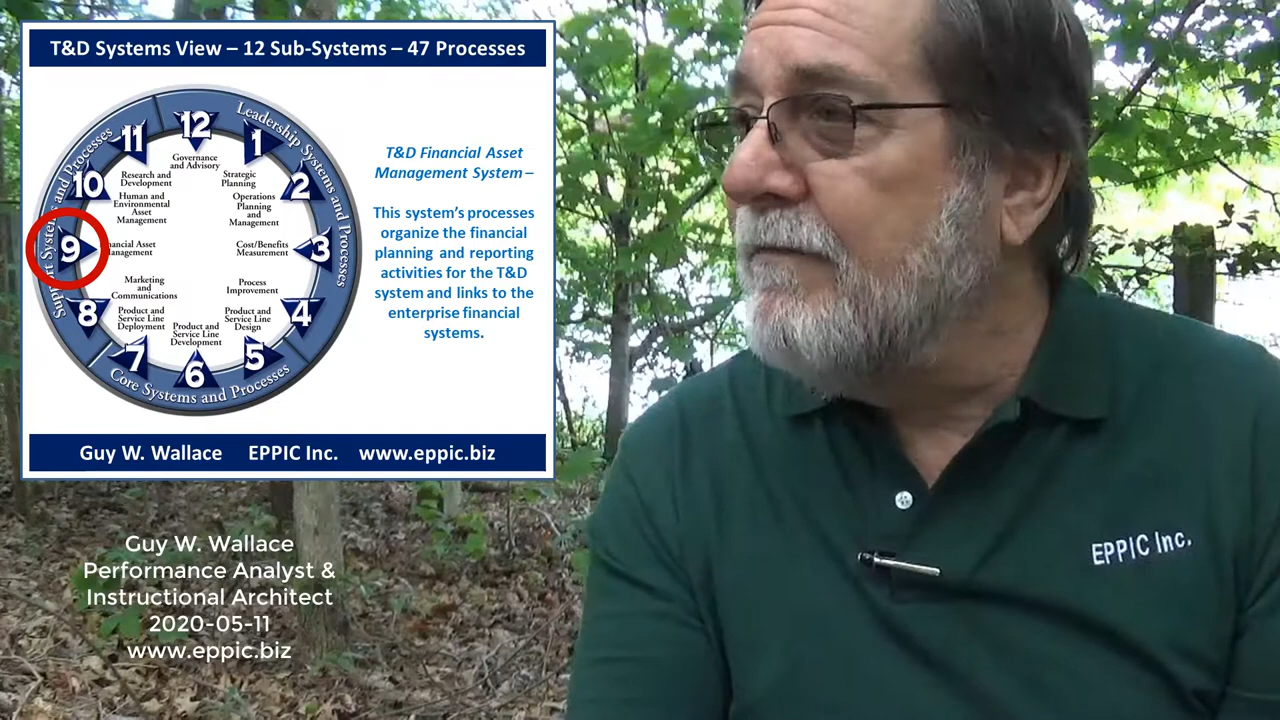 T&D Systems View – 12 Sub-Systems – 47 Processes
Leadership Systems and Processes
Core Systems and Processes
Systems and Processes
12
Governance
and Advisory
1
Strategic
Planning
2
Operations
Planning
and
Management
3
Cost/Benefits
Measurement
4
Process
Improvement
5
Product and
Service Line
Design
6
Product and
Service Line
Development
7
Product and
Service Line
Deployment
8
Marketing
and
Communications
9
Asset
Management
10
Human and
Environmental
Asset
Management
11
Research and
Development
T&D Financial Asset
Management System –
This system's processes
organize the financial
planning and reporting
activities for the T&D
system and links to the
enterprise financial
systems.
Guy W. Wallace EPPIC Inc. www.eppic.biz
Guy W. Wallace
Performance Analyst &
Instructional Architect
2020-05-11
www.eppic.biz
EPPIC Inc.